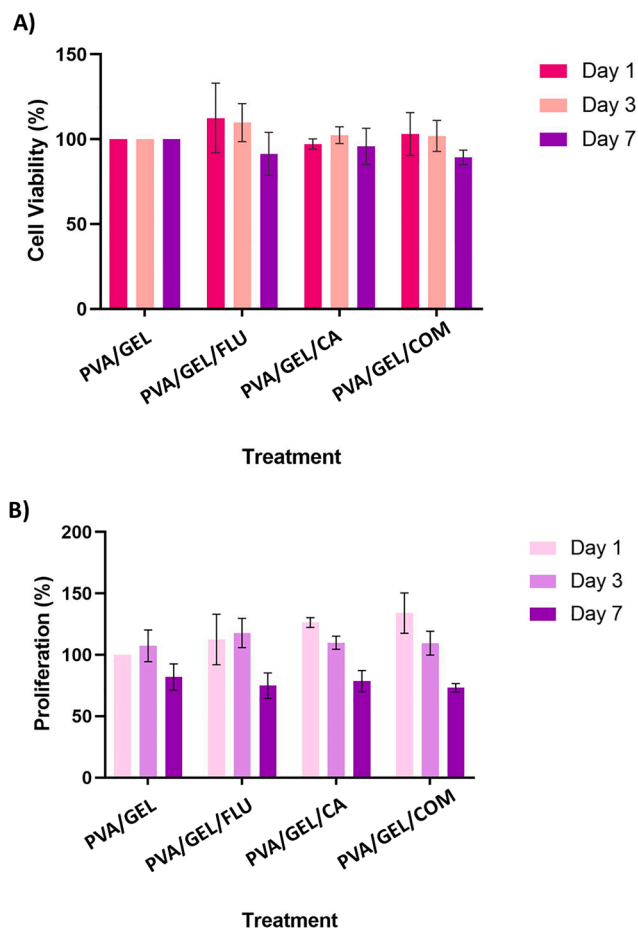 A)
150
100
50
0
Cell Viability (%)
Day 1
Day 3
Day 7
PVA/GEL
PVA/GEL/FLU
PVA/GEL/CA
PVA/GEL/COM
Treatment
B)
200
150
100
50
0
Proliferation (%)
Day 1
Day 3
Day 7
PVA/GEL
PVA/GEL/FLU
PVA/GEL/CA
PVA/GEL/COM
Treatment